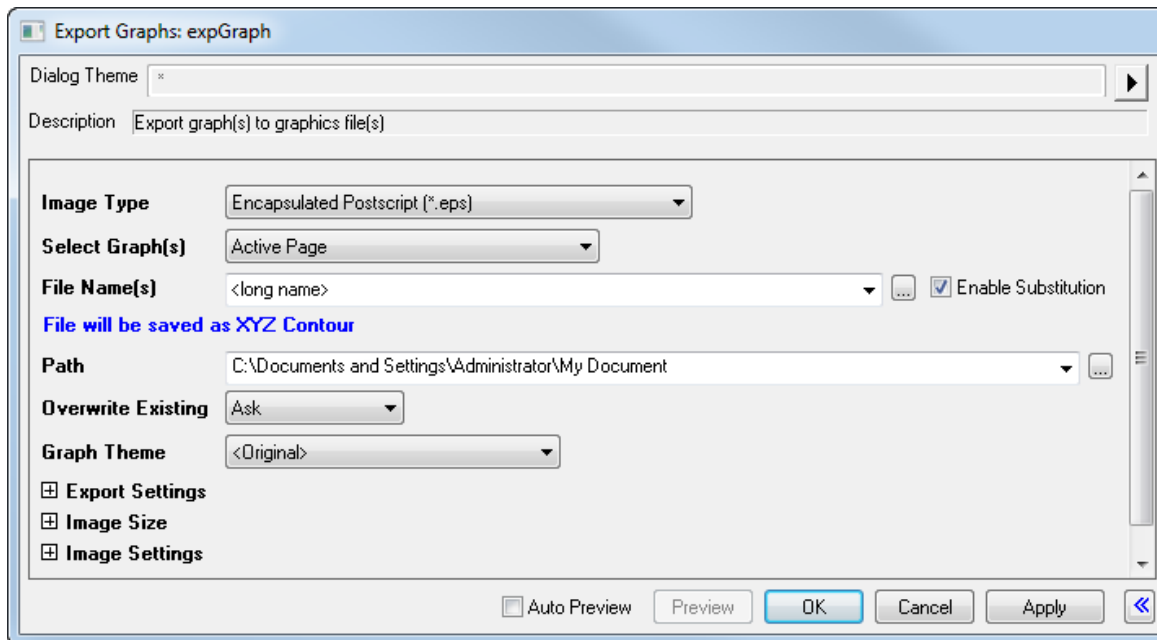 Export Graphs: expGraph
Dialog Theme *
Description Export graph(s) to graphics file(s)
Image Type Encapsulated Postscript (*.eps)
Select Graph(s) Active Page
File Name(s) <long name> ... Enable Substitution
File will be saved as XYZ Contour
Path C:\Documents and Settings\Administrator\My Document ...
Overwrite Existing Ask
Graph Theme <Original>
Export Settings
Image Size
Image Settings
Auto Preview Preview OK Cancel Apply